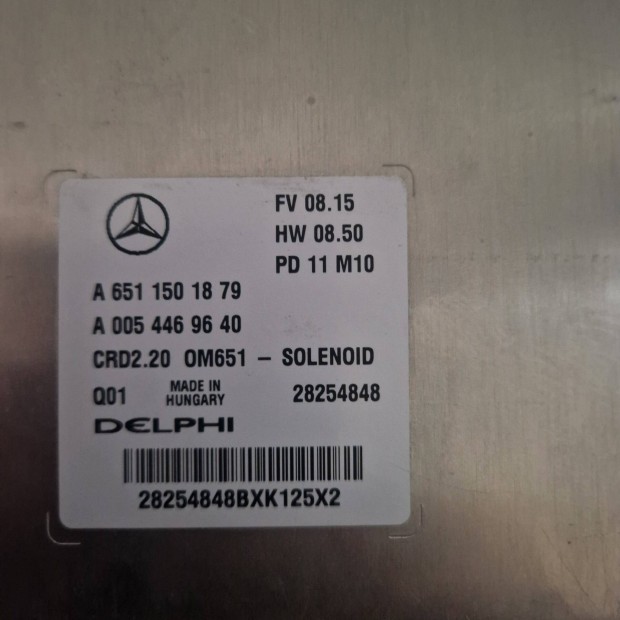 FV 08.15
HW 08.50
PD 11 M10
A 651 150 18 79
A 005 446 96 40
CRD2.20 OM651 – SOLENOID
Q01 MADE IN HUNGARY 28254848
DELPHI
28254848BXK125X2